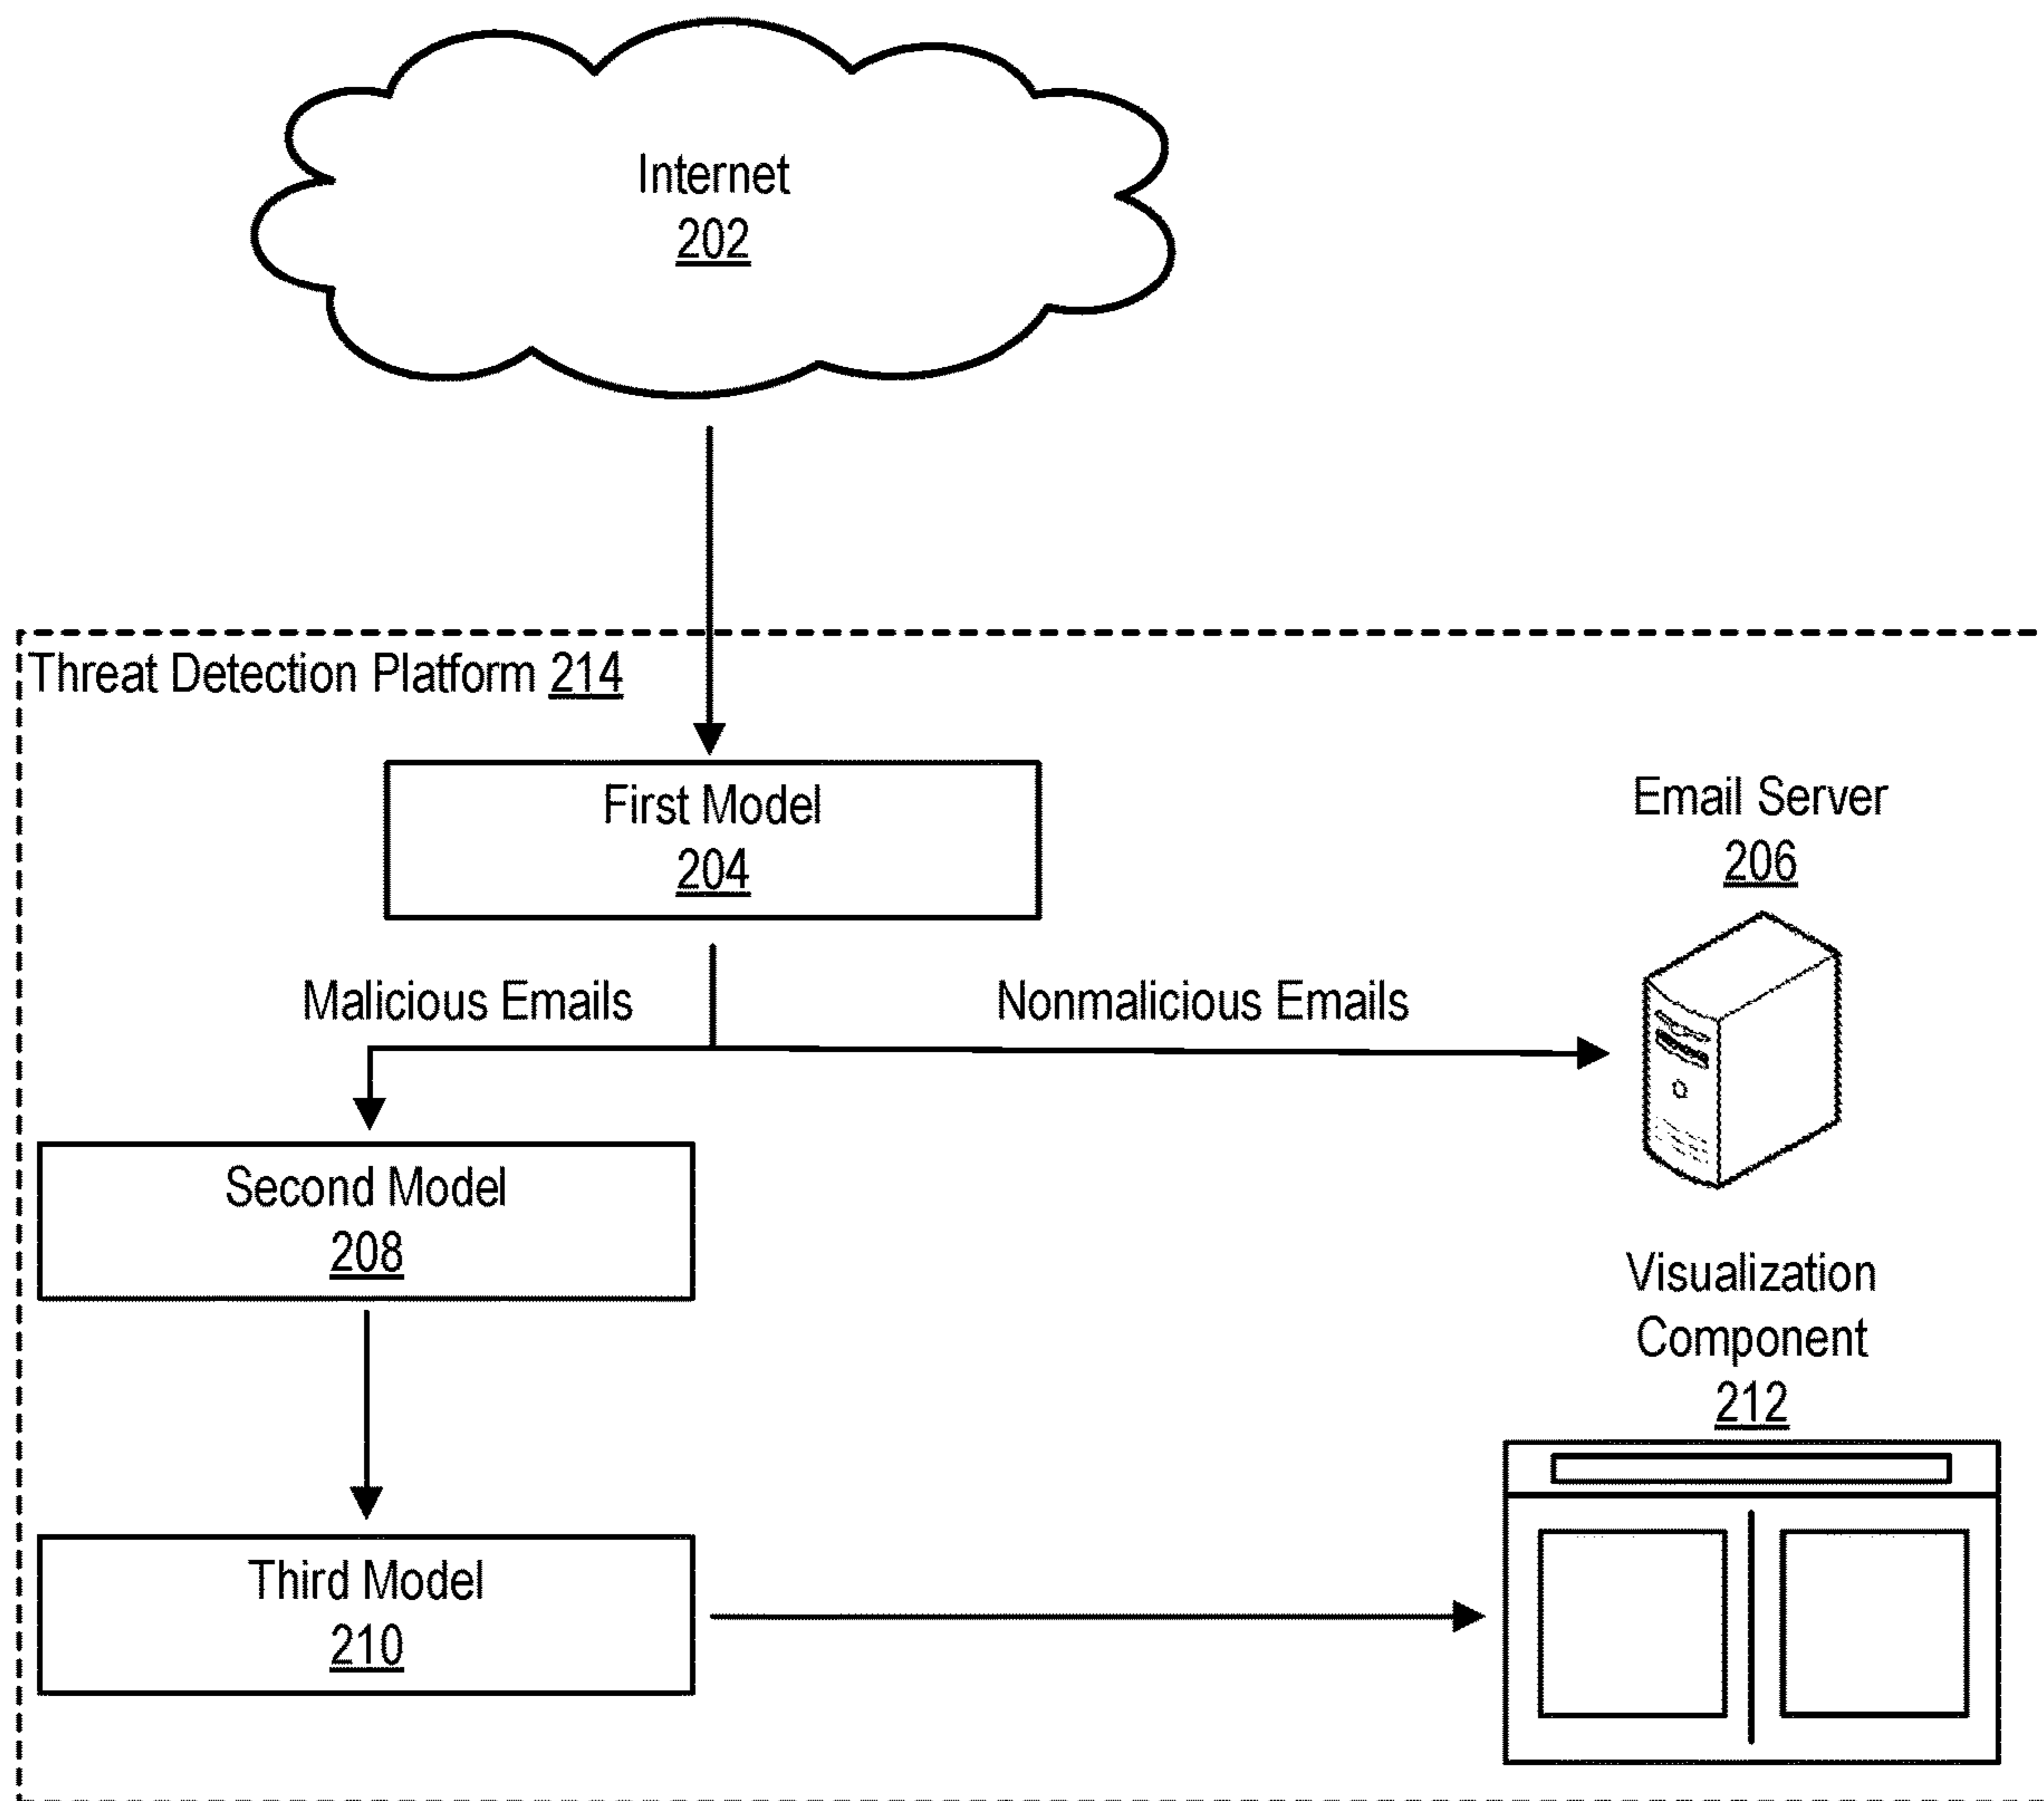 Internet
202
Threat Detection Platform 214
First Model
204
Email Server
206
Malicious Emails
Nonmalicious Emails
Second Model
208
Visualization
Component
212
Third Model
210